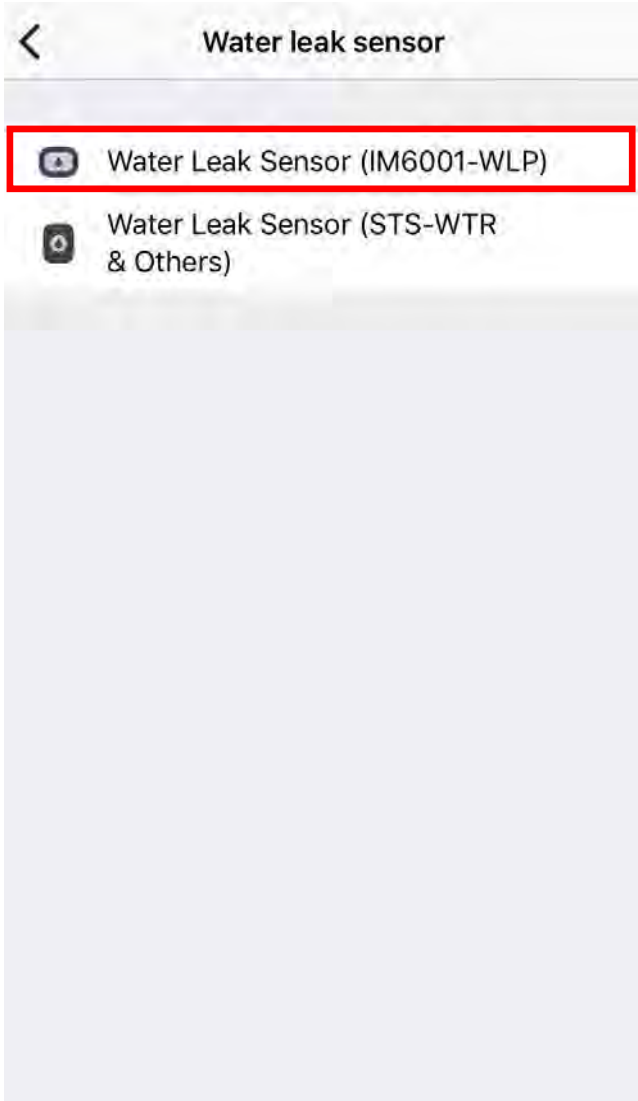 Water leak sensor
Water Leak Sensor (IM6001-WLP)
Water Leak Sensor (STS-WTR
& Others)